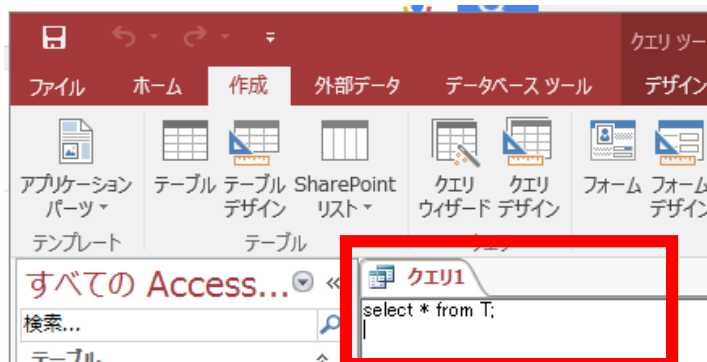 クエリ ツー
ファイル ホーム 作成 外部データ データベース ツール デザイン
アプリケーション パーツ
テーブル
テーブル デザイン
SharePoint リスト
クエリ ウィザード
クエリ デザイン
フォーム
フォーム デザイン
テンプレート テーブル
すべての Access...
クエリ1
検索...
select * from T;
テーブル